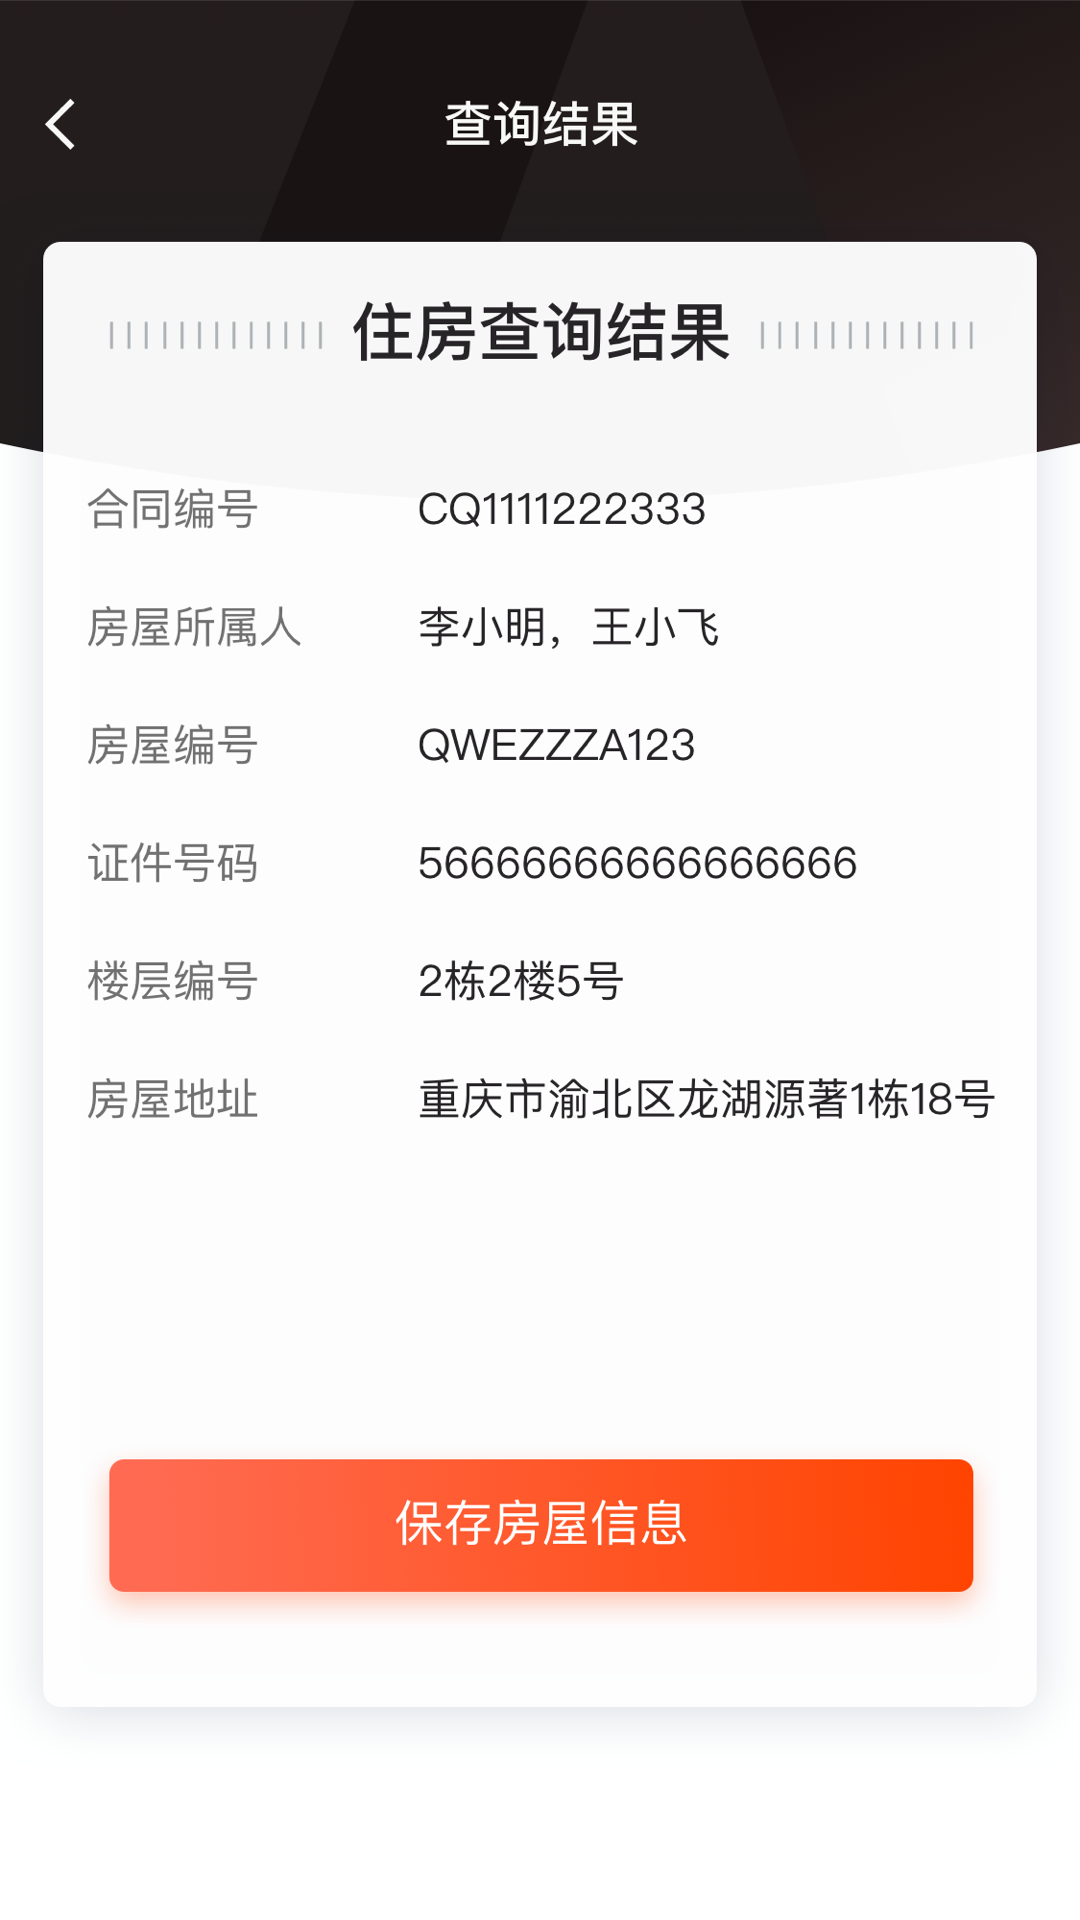 查询结果
住房查询结果
合同编号 CQ1111222333
房屋所属人 李小明，王小飞
房屋编号 QWEZZZA123
证件号码 56666666666666666
楼层编号 2栋2楼5号
房屋地址 重庆市渝北区龙湖源著1栋18号
保存房屋信息